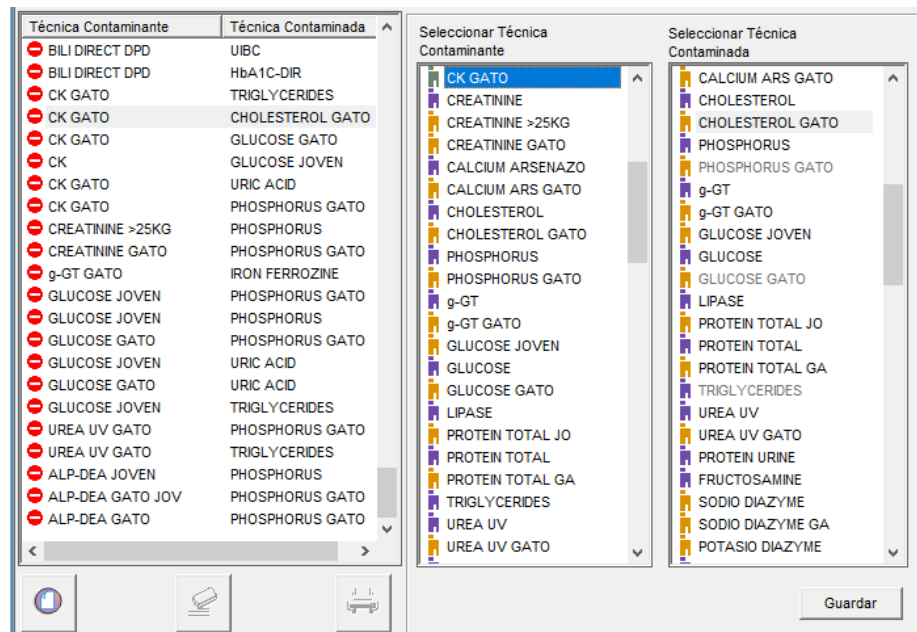 Técnica Contaminante Técnica Contaminada
BILI DIRECT DPD UIBC
BILI DIRECT DPD HbA1C-DIR
CK GATO TRIGLYCERIDES
CK GATO CHOLESTEROL GATO
CK GATO GLUCOSE GATO
CK GLUCOSE JOVEN
CK GATO URIC ACID
CK GATO PHOSPHORUS GATO
CREATININE >25KG PHOSPHORUS
CREATININE GATO PHOSPHORUS GATO
g-GT GATO IRON FERROZINE
GLUCOSE JOVEN PHOSPHORUS GATO
GLUCOSE JOVEN PHOSPHORUS
GLUCOSE GATO PHOSPHORUS GATO
GLUCOSE JOVEN URIC ACID
GLUCOSE GATO URIC ACID
GLUCOSE JOVEN TRIGLYCERIDES
UREA UV GATO PHOSPHORUS GATO
UREA UV GATO TRIGLYCERIDES
ALP-DEA JOVEN PHOSPHORUS
ALP-DEA GATO JOV PHOSPHORUS GATO
ALP-DEA GATO PHOSPHORUS GATO
Seleccionar Técnica
Contaminante
CK GATO
CREATININE
CREATININE >25KG
CREATININE GATO
CALCIUM ARSENAZO
CALCIUM ARS GATO
CHOLESTEROL
CHOLESTEROL GATO
PHOSPHORUS
PHOSPHORUS GATO
g-GT
g-GT GATO
GLUCOSE JOVEN
GLUCOSE
GLUCOSE GATO
LIPASE
PROTEIN TOTAL JO
PROTEIN TOTAL
PROTEIN TOTAL GA
TRIGLYCERIDES
UREA UV
UREA UV GATO
Seleccionar Técnica
Contaminada
CALCIUM ARS GATO
CHOLESTEROL
CHOLESTEROL GATO
PHOSPHORUS
PHOSPHORUS GATO
g-GT
g-GT GATO
GLUCOSE JOVEN
GLUCOSE
GLUCOSE GATO
LIPASE
PROTEIN TOTAL JO
PROTEIN TOTAL
PROTEIN TOTAL GA
TRIGLYCERIDES
UREA UV
UREA UV GATO
PROTEIN URINE
FRUCTOSAMINE
SODIO DIAZYME
SODIO DIAZYME GA
POTASIO DIAZYME
Guardar